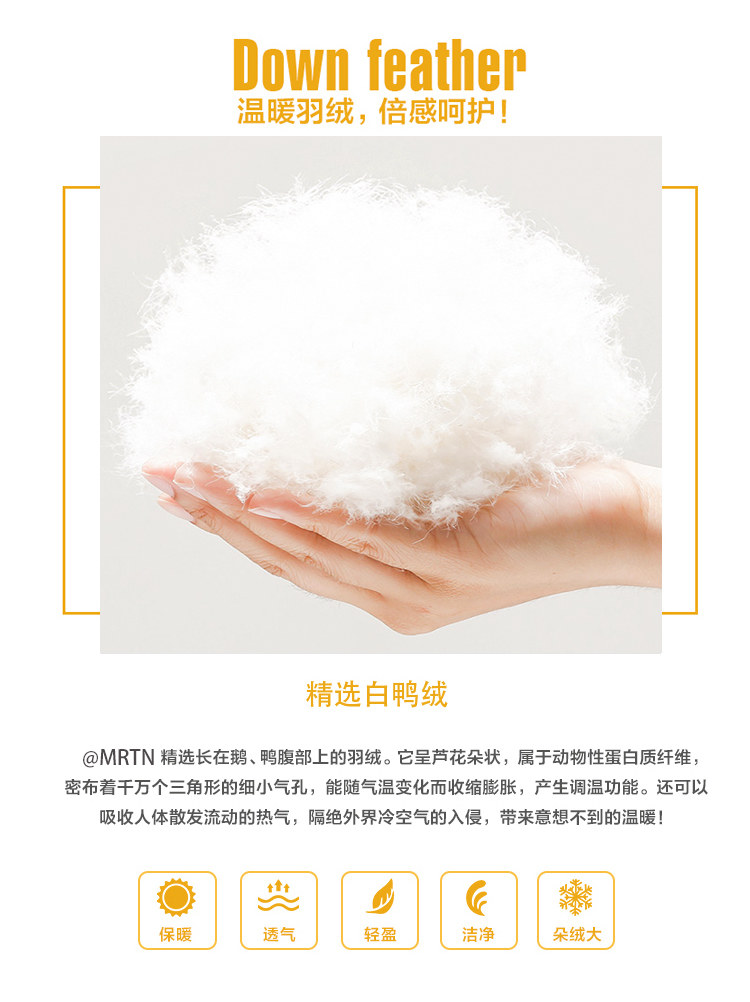 Down feather
温暖羽绒，倍感呵护！
精选白鸭绒
@MRTN 精选长在鹅、鸭腹部上的羽绒。它呈芦花朵状，属于动物性蛋白质纤维，
密布着千万个三角形的细小气孔，能随气温变化而收缩膨胀，产生调温功能。还可以
吸收人体散发流动的热气，隔绝外界冷空气的入侵，带来意想不到的温暖！
保暖
透气
轻盈
洁净
朵绒大